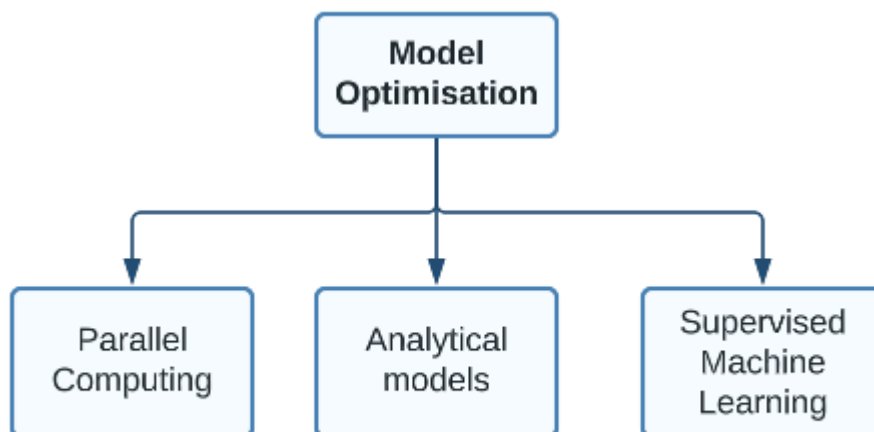 Model
Optimisation
Parallel
Computing
Analytical
models
Supervised
Machine
Learning